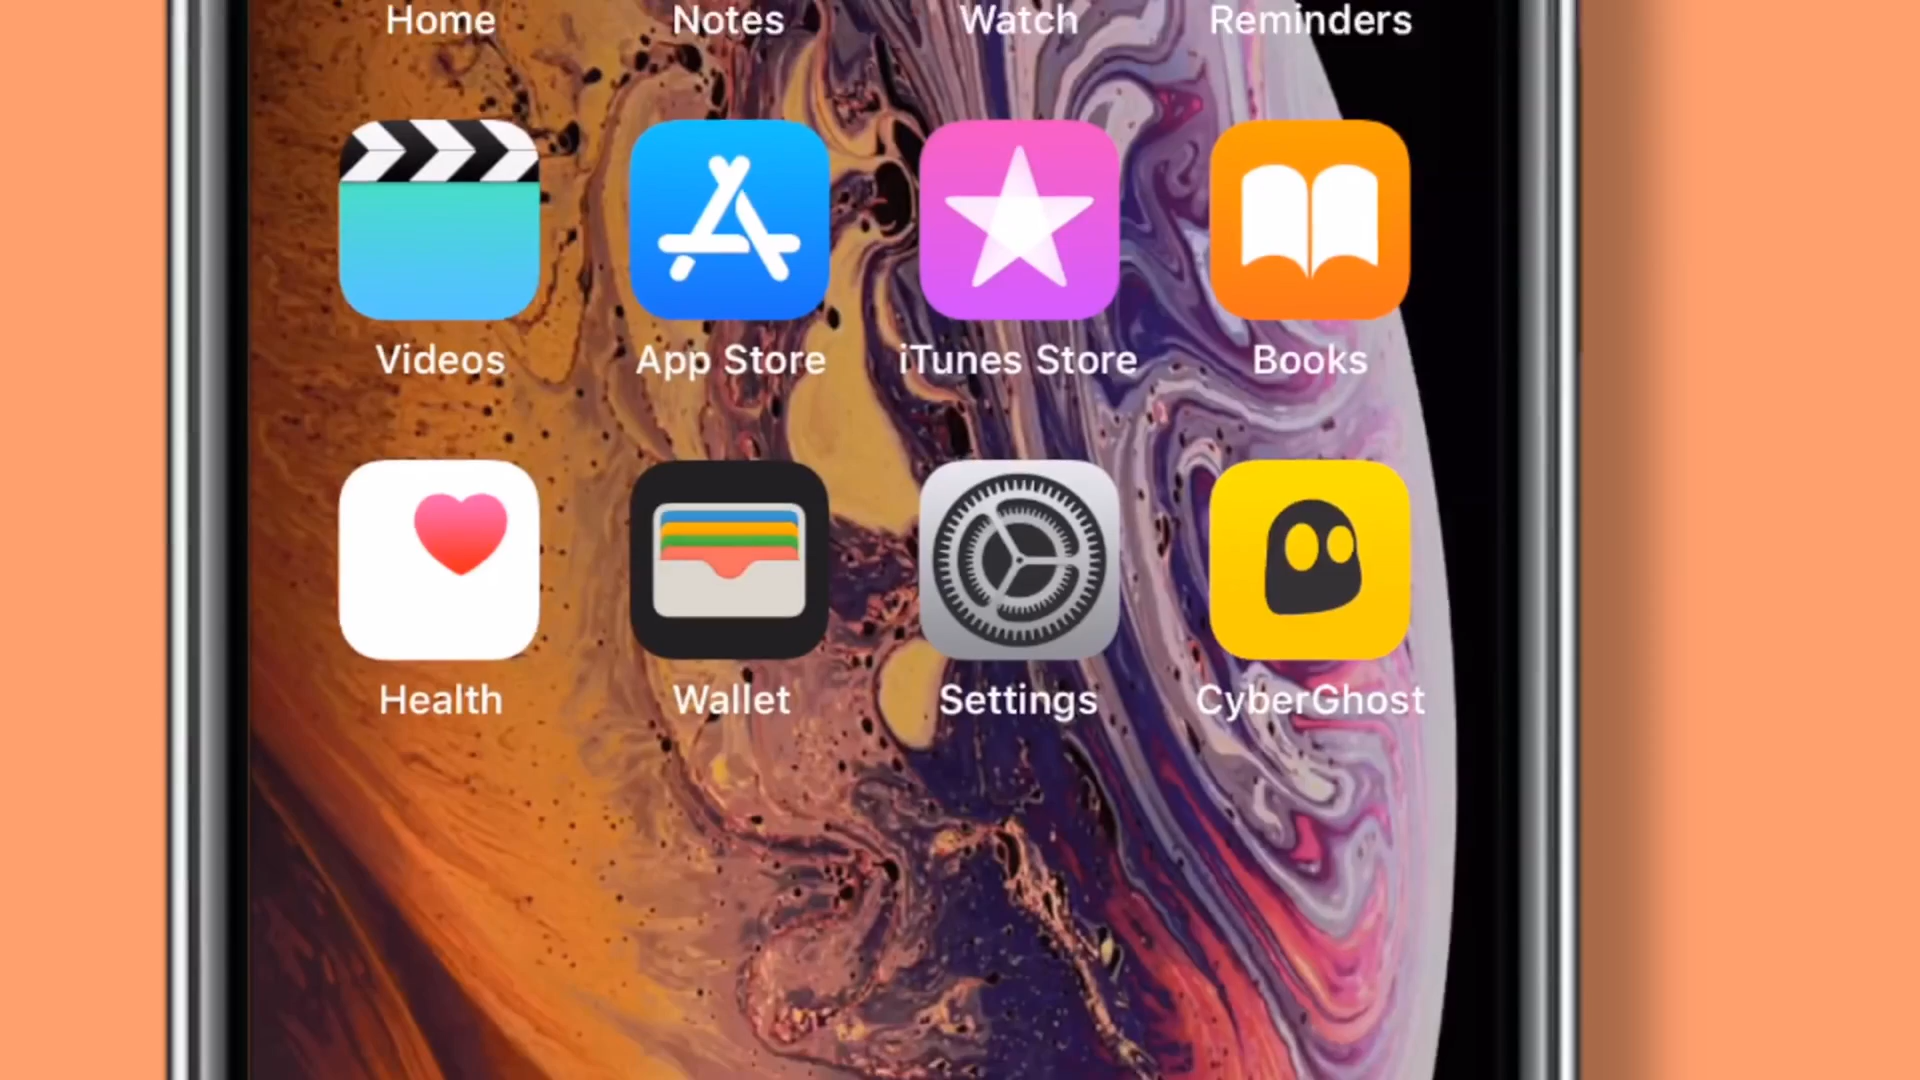 Home Notes Watch Reminders
Videos App Store iTunes Store Books
Health Wallet Settings CyberGhost